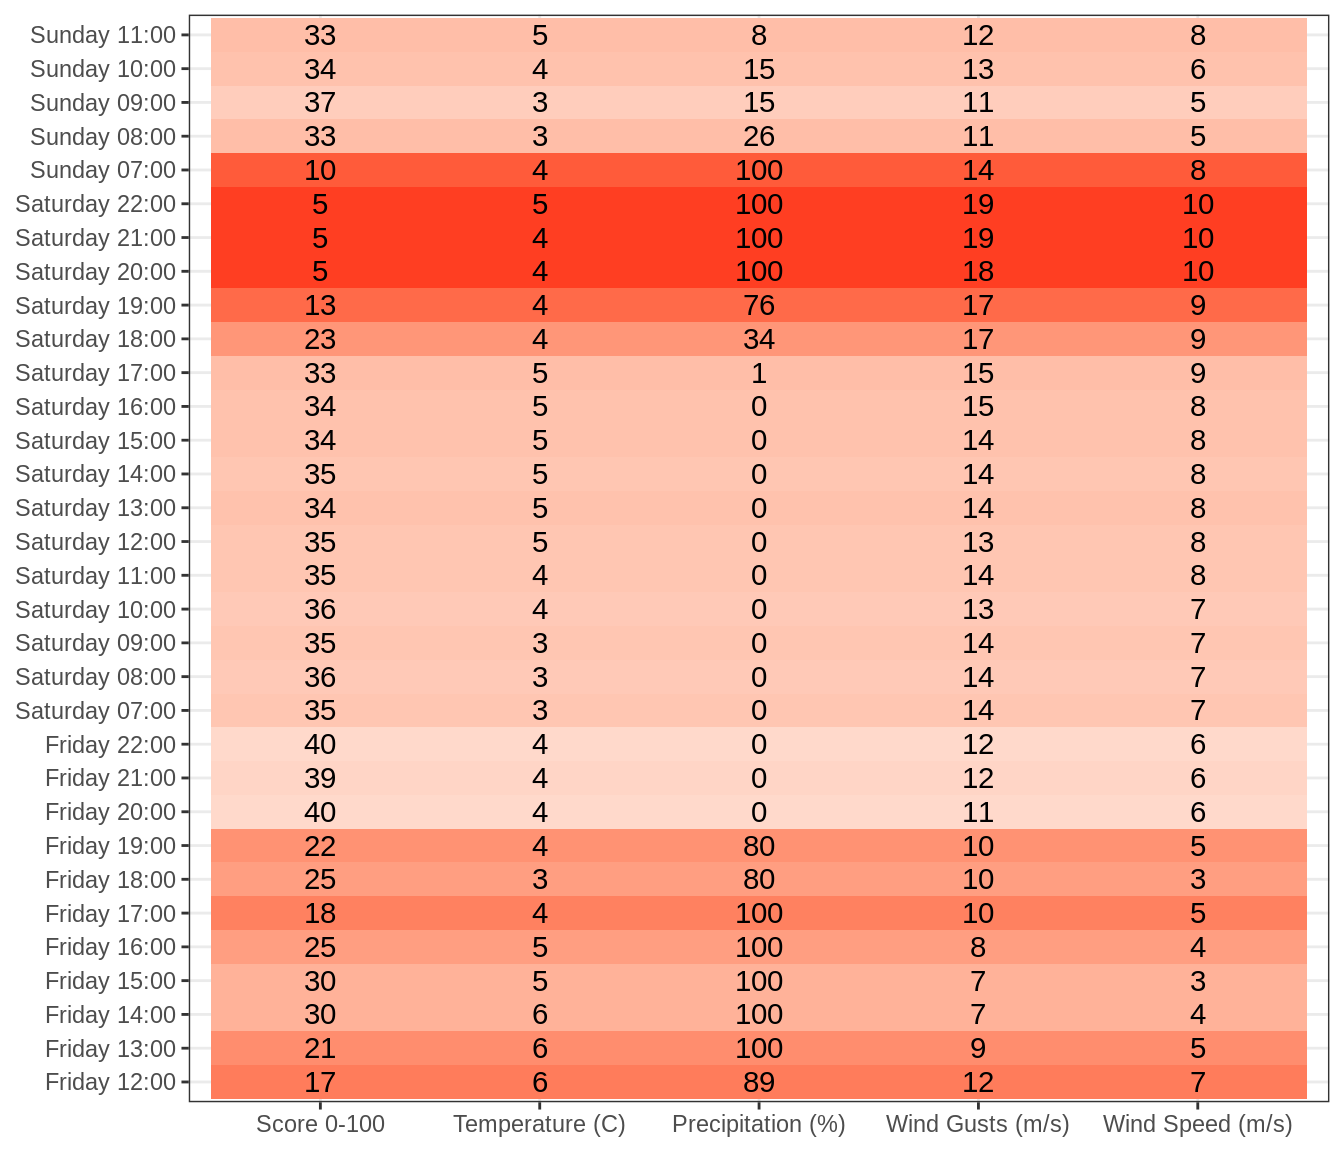 Sunday 11:00 33 5 8 12 8
Sunday 10:00 34 4 15 13 6
Sunday 09:00 37 3 15 11 5
Sunday 08:00 33 3 26 11 5
Sunday 07:00 10 4 100 14 8
Saturday 22:00 5 5 100 19 10
Saturday 21:00 5 4 100 19 10
Saturday 20:00 5 4 100 18 10
Saturday 19:00 13 4 76 17 9
Saturday 18:00 23 4 34 17 9
Saturday 17:00 33 5 1 15 9
Saturday 16:00 34 5 0 15 8
Saturday 15:00 34 5 0 14 8
Saturday 14:00 35 5 0 14 8
Saturday 13:00 34 5 0 14 8
Saturday 12:00 35 5 0 13 8
Saturday 11:00 35 4 0 14 8
Saturday 10:00 36 4 0 13 7
Saturday 09:00 35 3 0 14 7
Saturday 08:00 36 3 0 14 7
Saturday 07:00 35 3 0 14 7
Friday 22:00 40 4 0 12 6
Friday 21:00 39 4 0 12 6
Friday 20:00 40 4 0 11 6
Friday 19:00 22 4 80 10 5
Friday 18:00 25 3 80 10 3
Friday 17:00 18 4 100 10 5
Friday 16:00 25 5 100 8 4
Friday 15:00 30 5 100 7 3
Friday 14:00 30 6 100 7 4
Friday 13:00 21 6 100 9 5
Friday 12:00 17 6 89 12 7
Score 0-100 Temperature (C) Precipitation (%) Wind Gusts (m/s) Wind Speed (m/s)